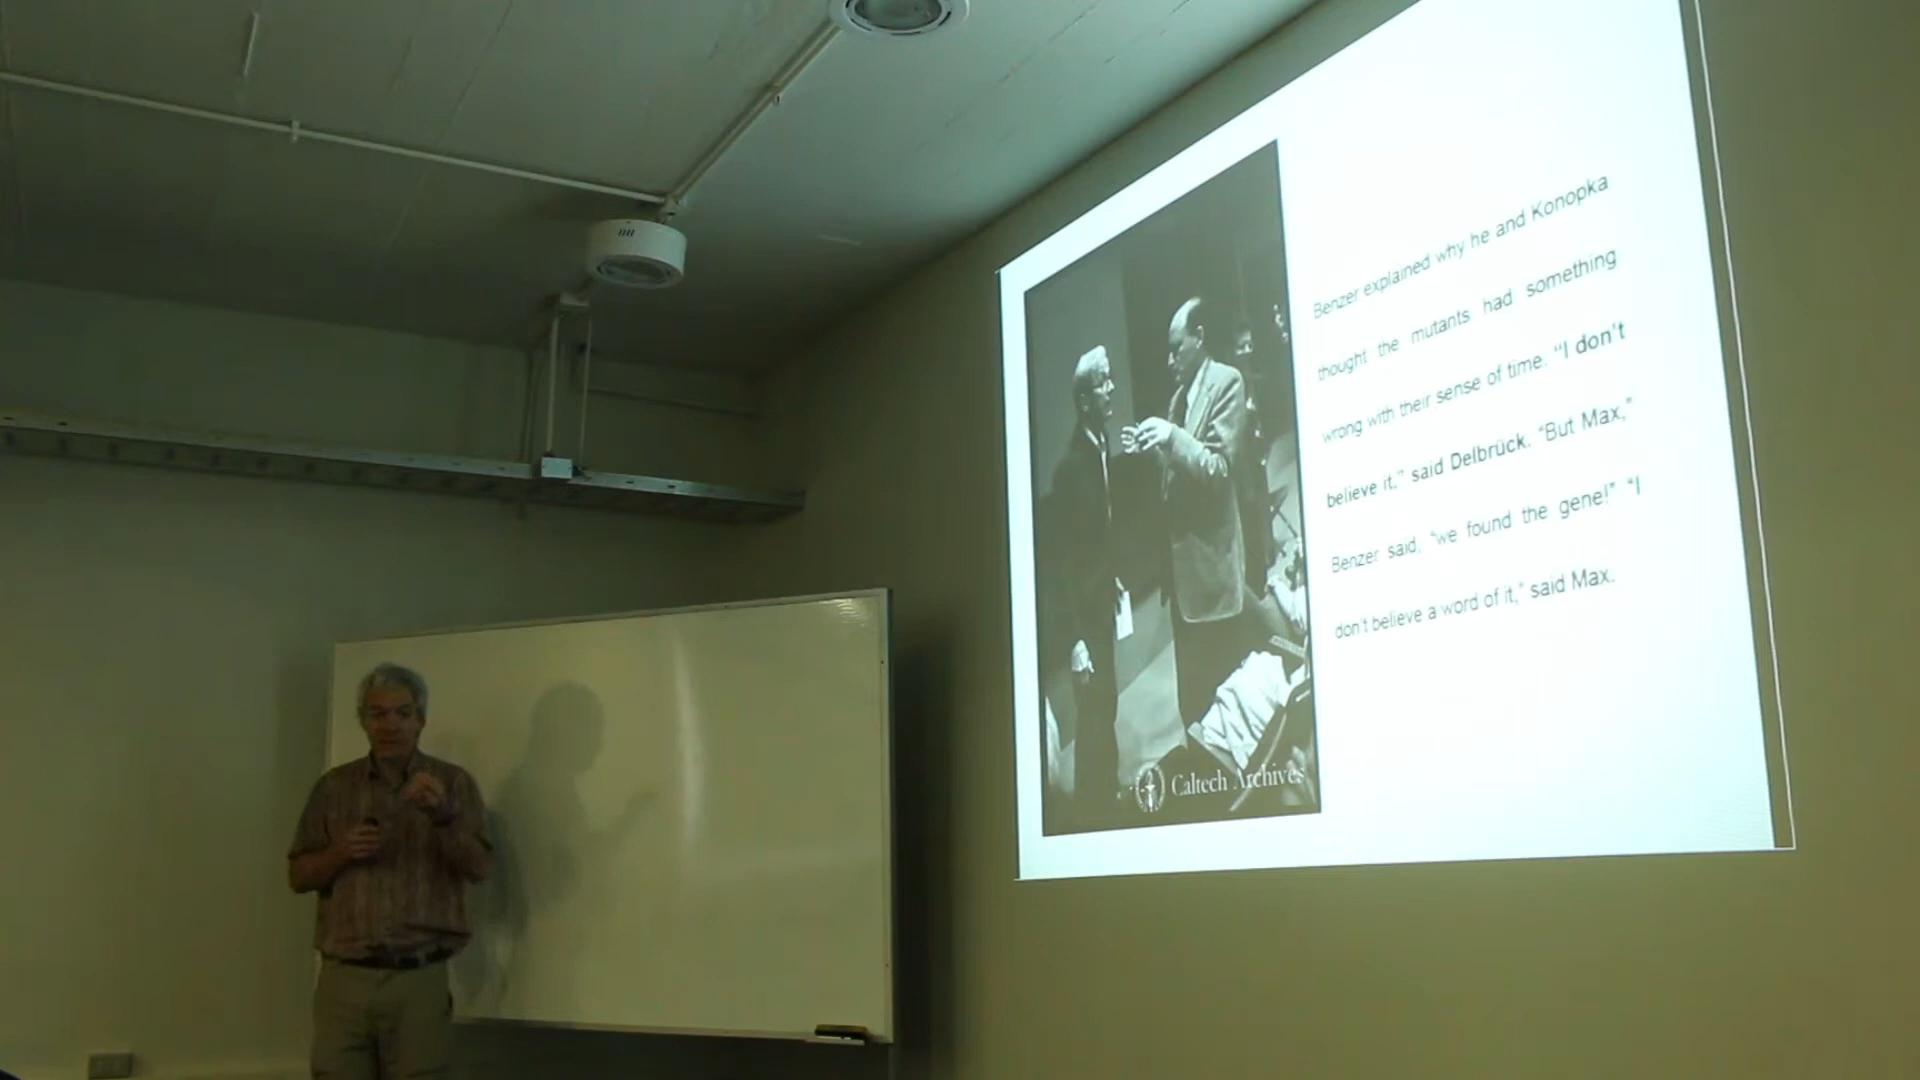 Benzer explained why he and Konopka
thought the mutants had something
wrong with their sense of time. "I don't
believe it," said Delbrück. "But Max,"
Benzer said, "we found the gene!" "I
don't believe a word of it," said Max.
Caltech Archives